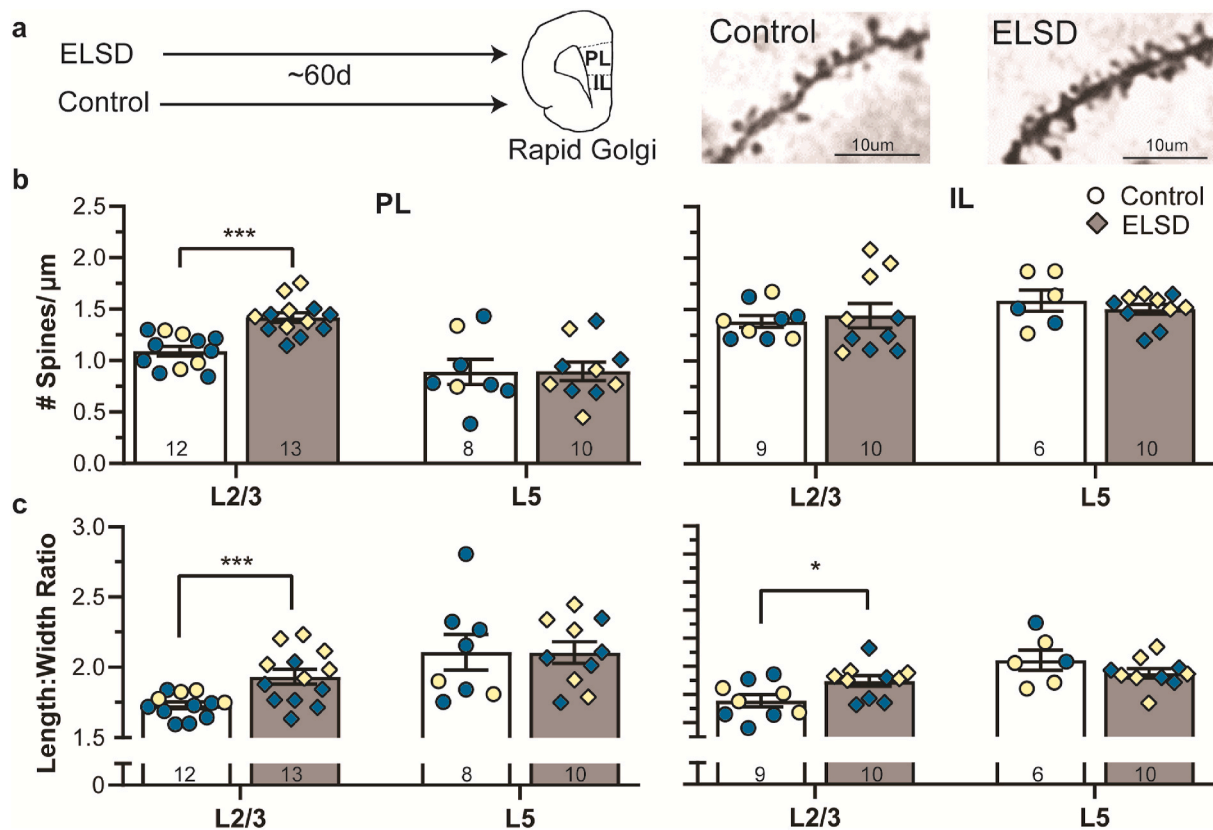 a
ELSD
~60d
Control
PL
IL
Rapid Golgi
Control
10um
ELSD
10um
b
PL
IL
Control
ELSD
# Spines/ μm
2.5
2.0
1.5
1.0
0.5
0.0
***
12
13
8
10
9
10
6
10
L2/3
L5
L2/3
L5
c
Length:Width Ratio
3.0
2.5
2.0
1.5
0
***
*
12
13
8
10
9
10
6
10
L2/3
L5
L2/3
L5